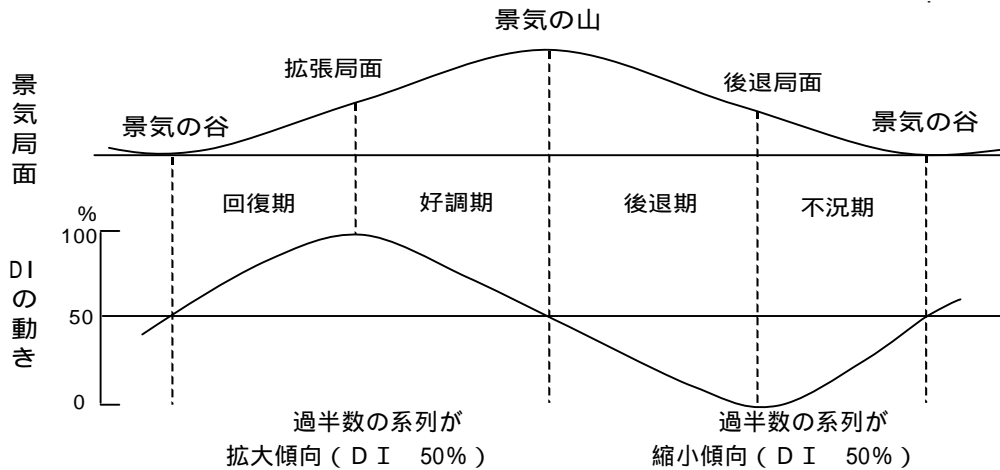 景気の山
拡張局面
後退局面
景気の谷
景気の谷
景気局面
回復期
好調期
後退期
不況期
%
100
DIの動き
50
0
過半数の系列が
拡大傾向(DI 50%)
過半数の系列が
縮小傾向(DI 50%)